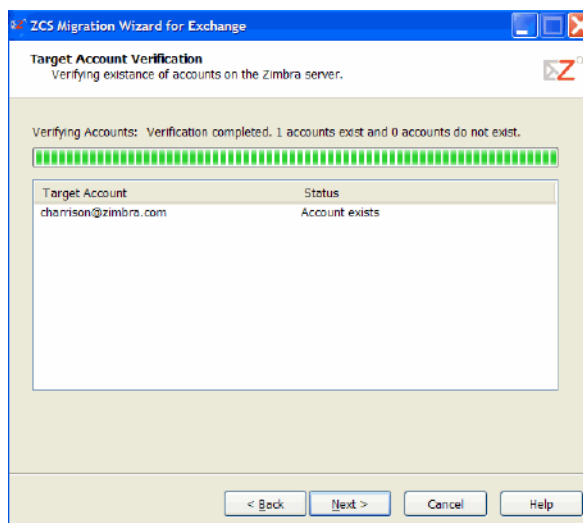 ZCS Migration Wizard for Exchange
Target Account Verification
Verifying existance of accounts on the Zimbra server.
Z
Verifying Accounts: Verification completed. 1 accounts exist and 0 accounts do not exist.
Target Account Status
charrison@zimbra.com Account exists
< Back Next > Cancel Help